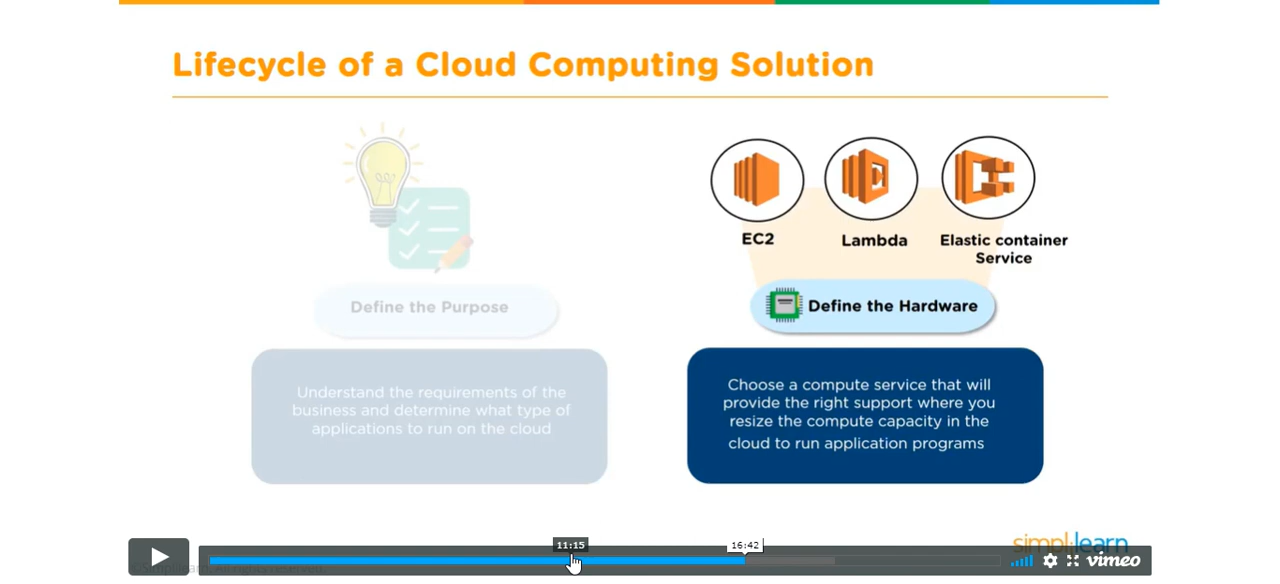 Lifecycle of a Cloud Computing Solution
EC2
Lambda
Elastic container
Service
Define the Purpose
Define the Hardware
Understand the requirements of the
business and determine what type of
applications to run on the cloud
Choose a compute service that will
provide the right support where you
resize the compute capacity in the
cloud to run application programs
simplilearn
11:15
16:42
vimeo